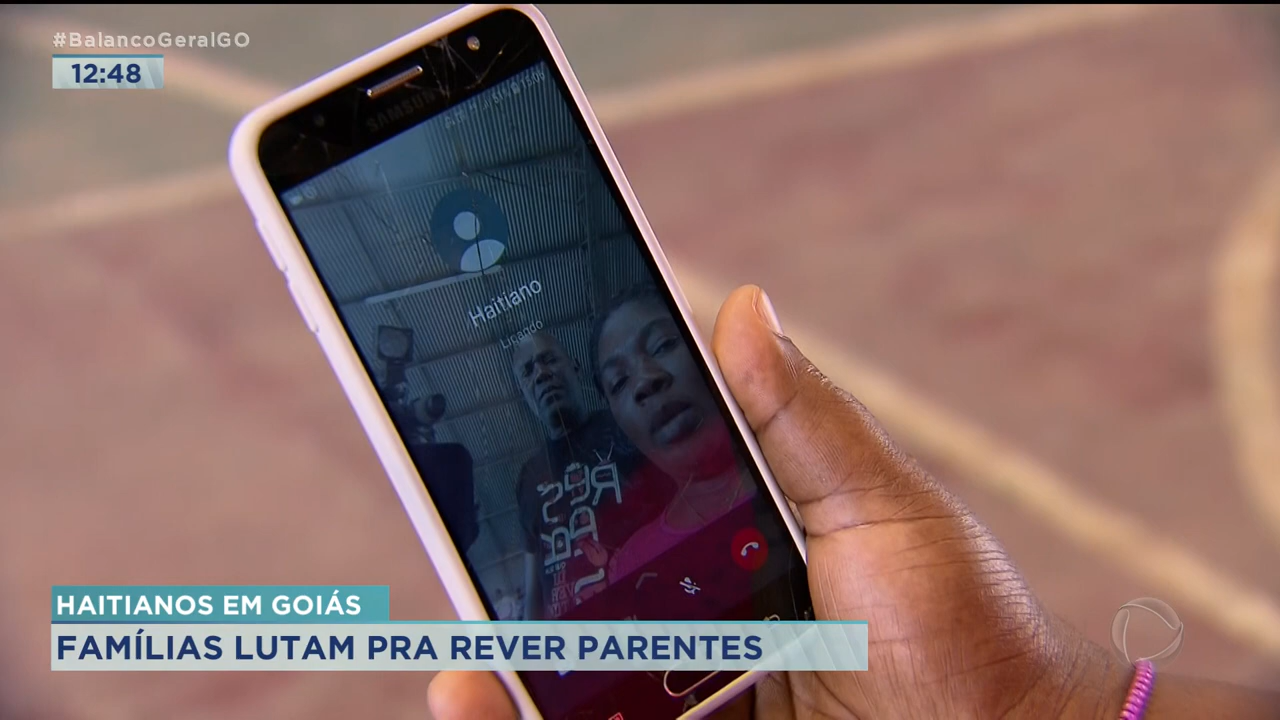 #BalancoGeralGO
12:48
SAMSUNG
Haitiano
Ligando
HAITIANOS EM GOIÁS
FAMÍLIAS LUTAM PRA REVER PARENTES